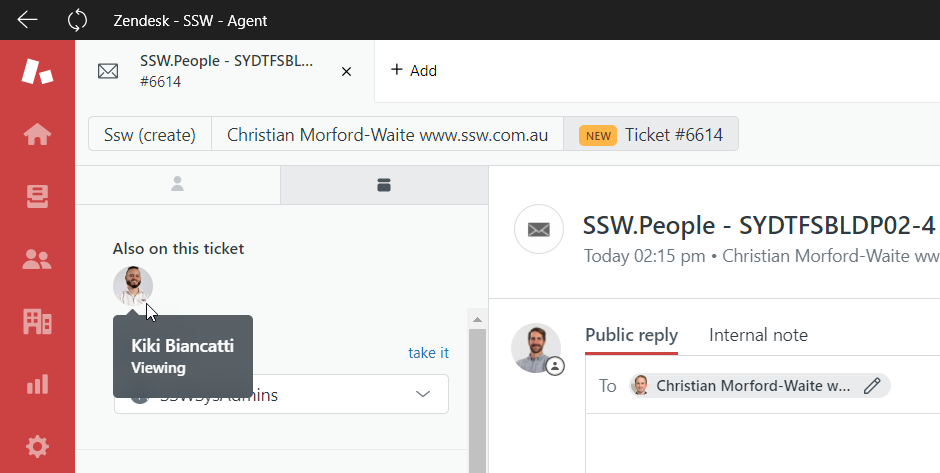 Zendesk - SSW - Agent
SSW.People - SYDTFSBL...
#6614
+ Add
Ssw (create)
Christian Morford-Waite www.ssw.com.au
NEW Ticket #6614
Also on this ticket
Kiki Biancatti
Viewing
take it
SSWSysAdmins
SSW.People - SYDTFSBLDP02-4
Today 02:15 pm • Christian Morford-Waite ww
Public reply
Internal note
To Christian Morford-Waite w...